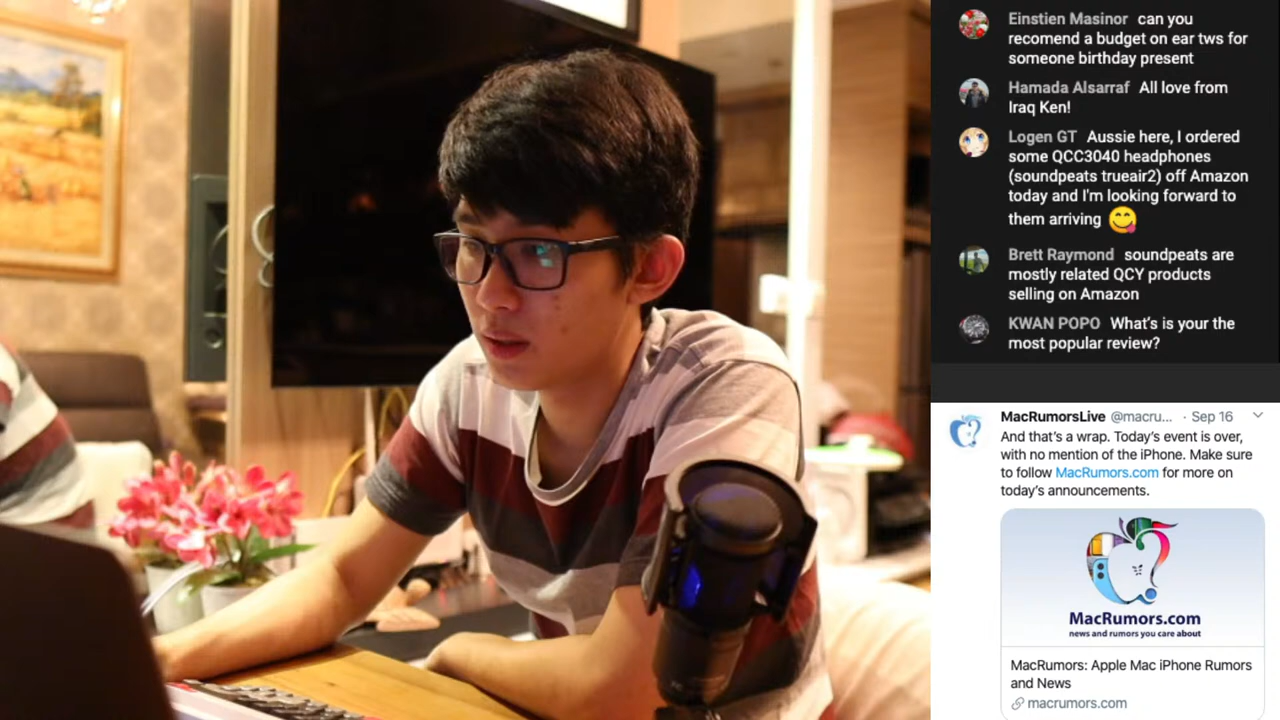 Einstien Masinor can you
recomend a budget on ear tws for
someone birthday present
Hamada Alsarraf All love from
Iraq Ken!
Logen GT Aussie here, I ordered
some QCC3040 headphones
(soundpeats trueair2) off Amazon
today and I'm looking forward to
them arriving 😋
Brett Raymond soundpeats are
mostly related QCY products
selling on Amazon
KWAN POPO What's is your the
most popular review?
MacRumorsLive @macru... · Sep 16
And that's a wrap. Today's event is over,
with no mention of the iPhone. Make sure
to follow MacRumors.com for more on
today's announcements.
MacRumors.com
news and rumors you care about
MacRumors: Apple Mac iPhone Rumors
and News
macrumors.com